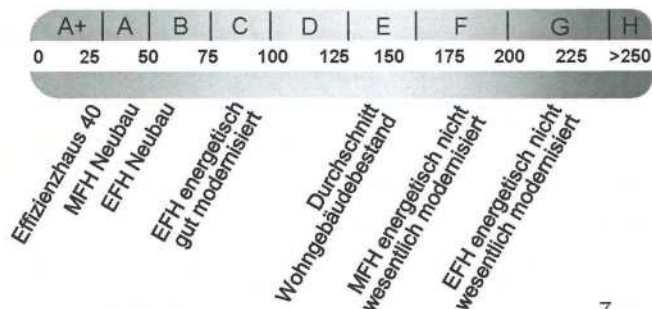 A+ A B C D E F G H
0 25 50 75 100 125 150 175 200 225 >250
Effizienzhaus 40
MFH Neubau
EFH Neubau
EFH energetisch
gut modernisiert
Durchschnitt
Wohngebäudebestand
MFH energetisch nicht
wesentlich modernisiert
EFH energetisch nicht
wesentlich modernisiert
7